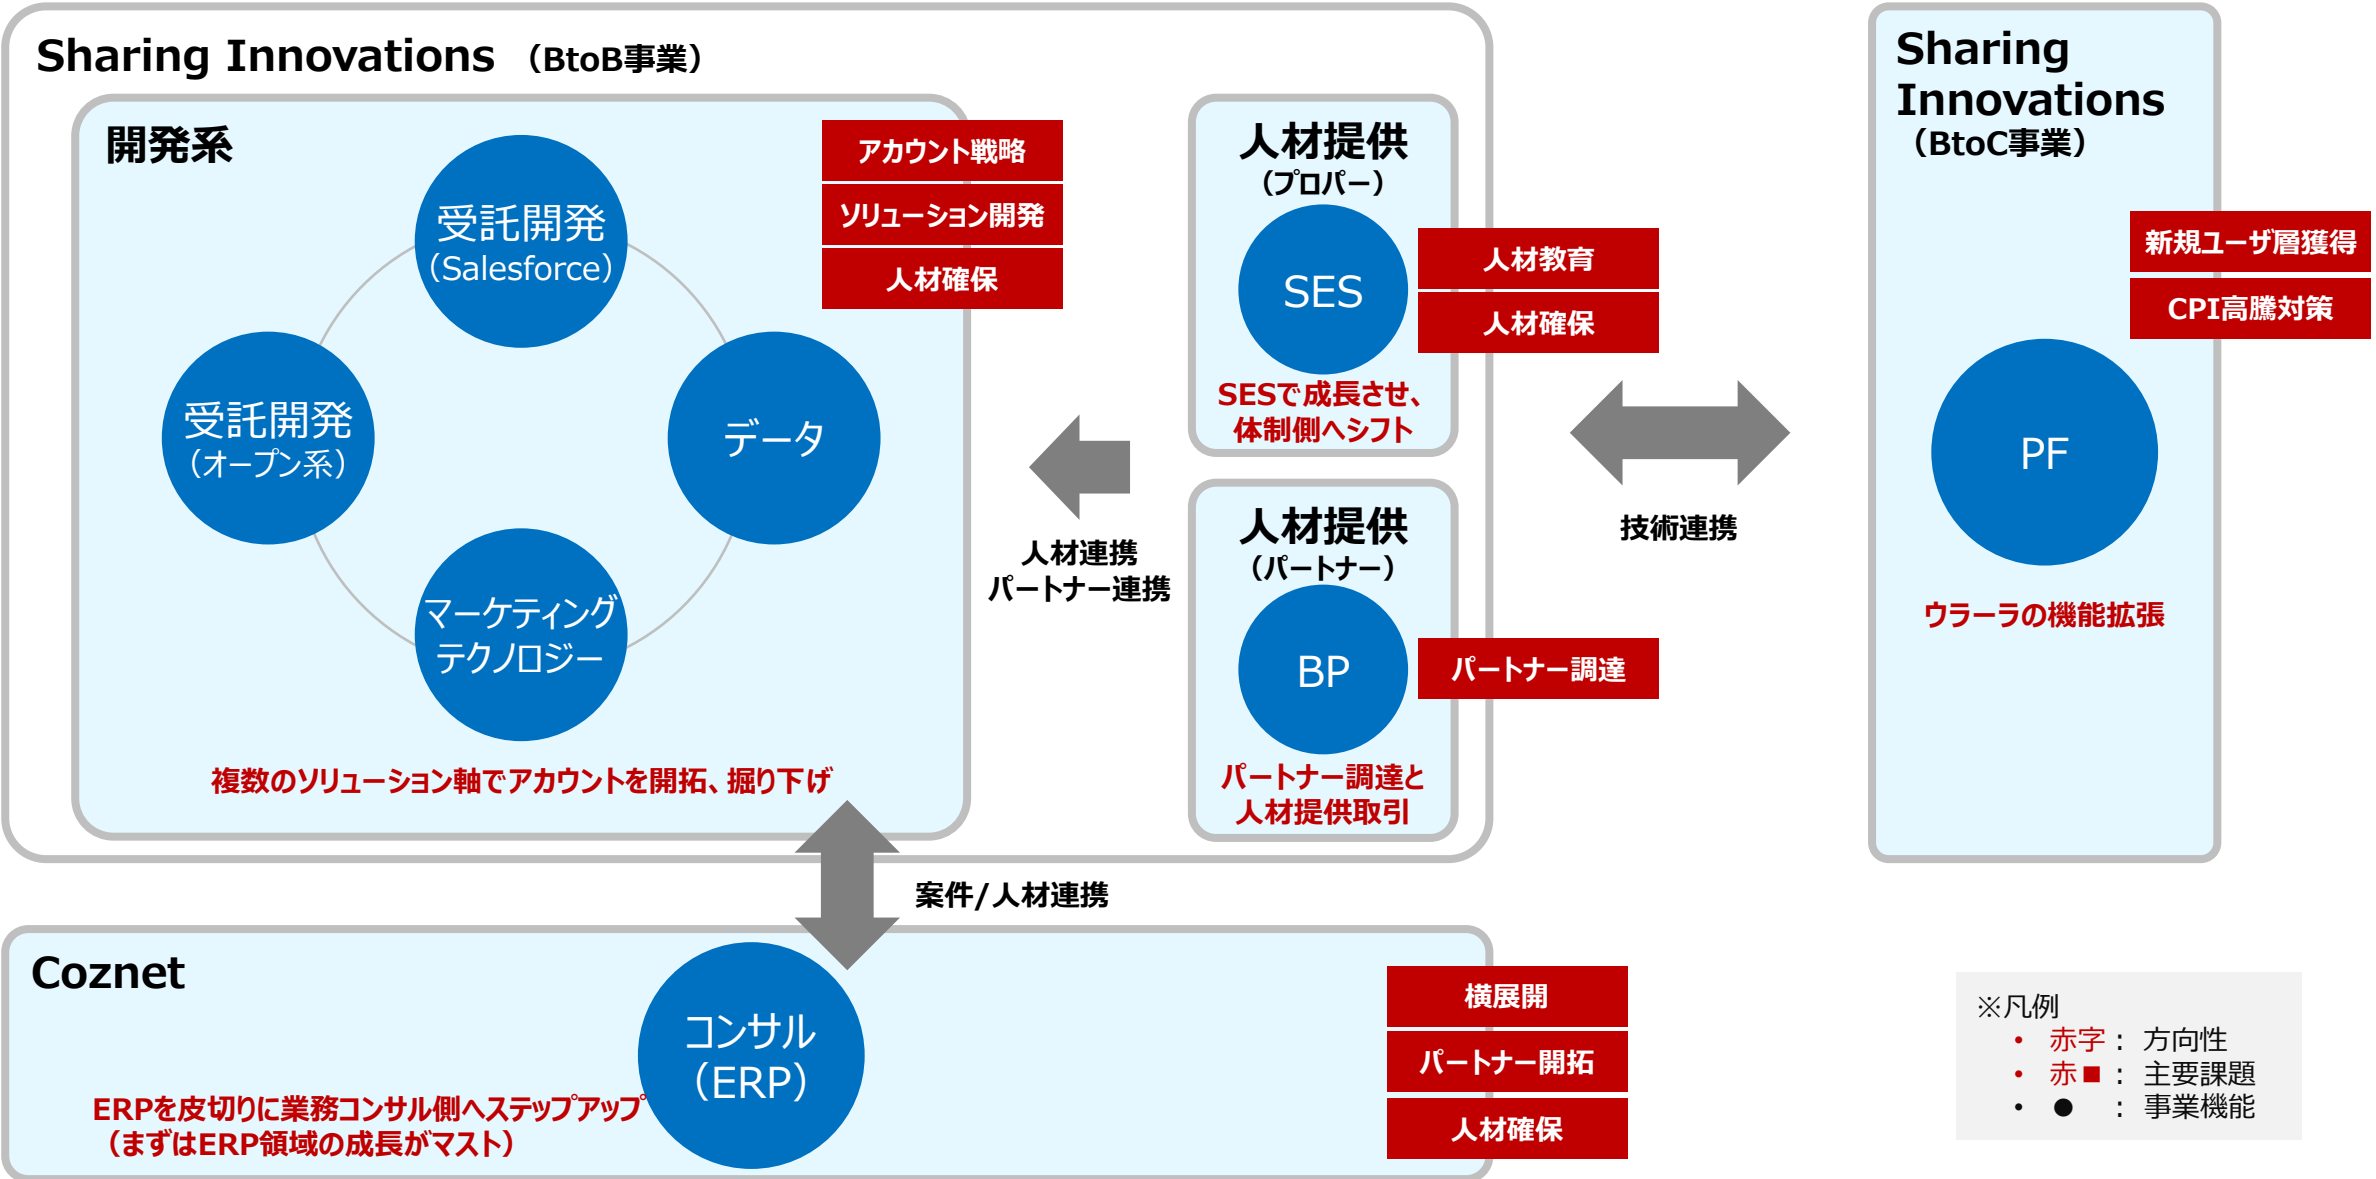 Sharing Innovations （BtoB事業）
開発系
受託開発
（Salesforce）
受託開発
（オープン系）
データ
マーケティング
テクノロジー
複数のソリューション軸でアカウントを開拓、掘り下げ
アカウント戦略
ソリューション開発
人材確保
人材連携
パートナー連携
人材提供
（プロパー）
SES
SESで成長させ、
体制側へシフト
人材教育
人材確保
人材提供
（パートナー）
BP
パートナー調達と
人材提供取引
パートナー調達
技術連携
Sharing
Innovations
（BtoC事業）
新規ユーザ層獲得
CPI高騰対策
PF
ウラーラの機能拡張
案件/人材連携
Coznet
コンサル
（ERP）
ERPを皮切りに業務コンサル側へステップアップ
（まずはERP領域の成長がマスト）
横展開
パートナー開拓
人材確保
※凡例
• 赤字： 方向性
• 赤■： 主要課題
• ● ： 事業機能